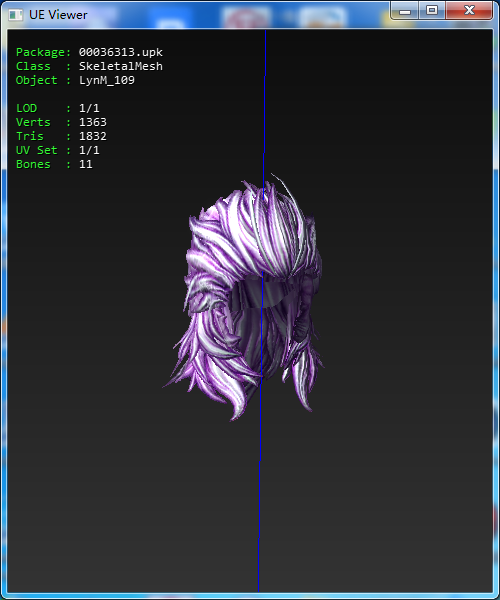 UE Viewer
Package: 00036313.upk
Class  : SkeletalMesh
Object : LynM_109
LOD    : 1/1
Verts  : 1363
Tris   : 1832
UV Set : 1/1
Bones  : 11